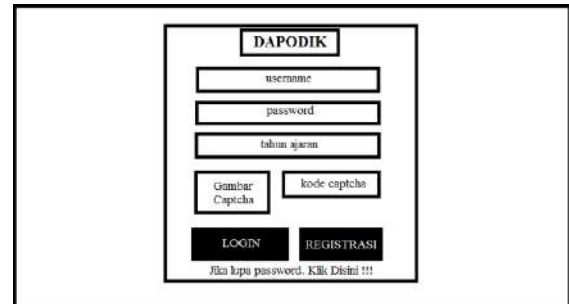 DAPODIK
username
password
tahun ajaran
Gambar
Captcha
kode captcha
LOGIN
REGISTRASI
Jika lupa password. Klik Disini !!!